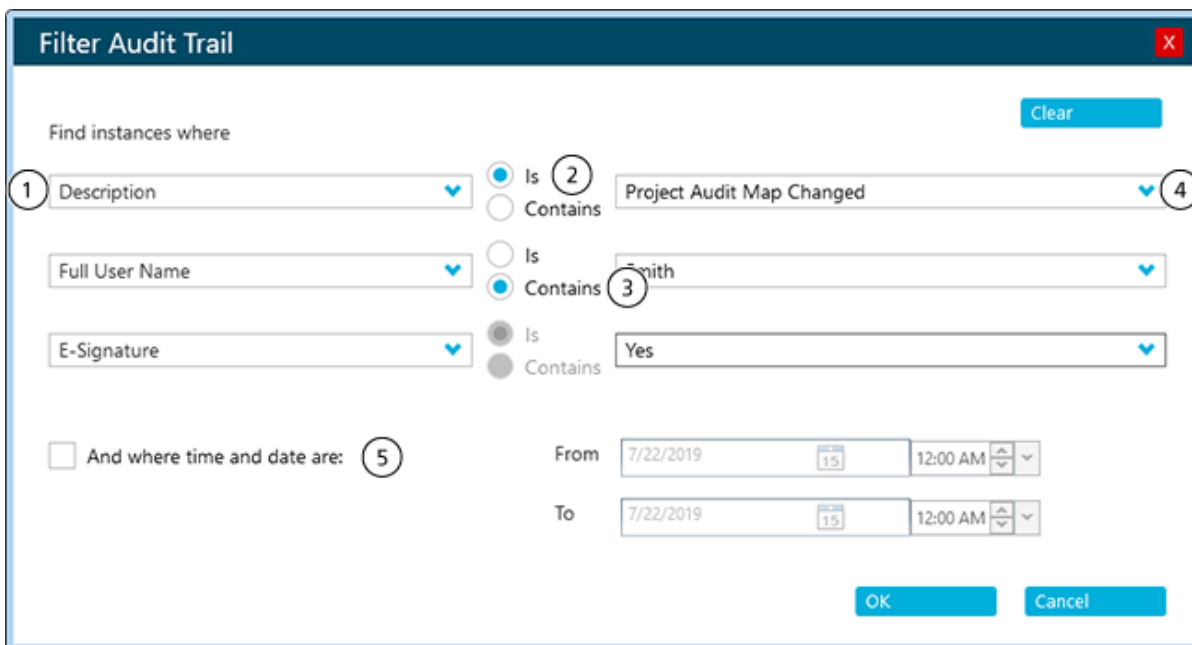 Filter Audit Trail
X
Clear
Find instances where
1 Description Is 2 Project Audit Map Changed 4
Contains
Full User Name Is Smith
Contains 3
E-Signature Is Yes
Contains
And where time and date are: 5 From 7/22/2019 15 12:00 AM
To 7/22/2019 15 12:00 AM
OK Cancel